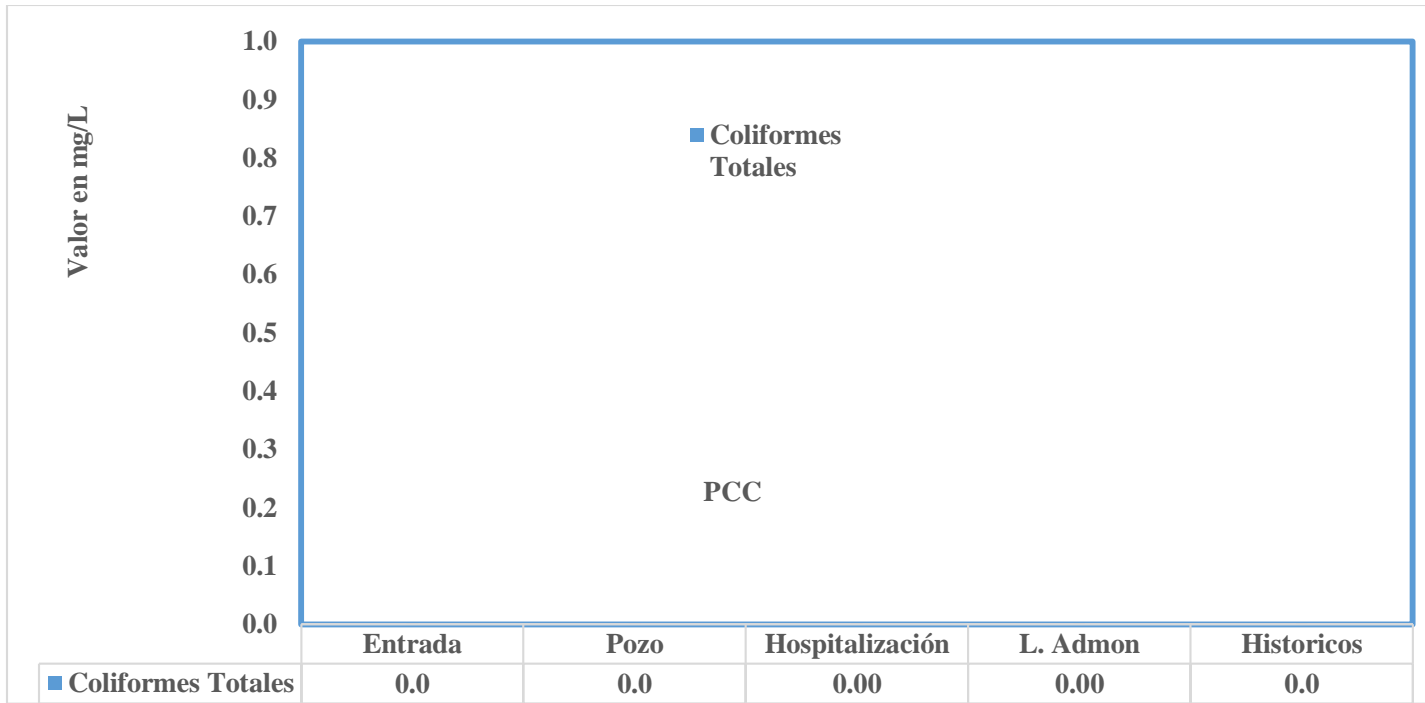 Valor en mg/L
1.0
0.9
0.8
0.7
0.6
0.5
0.4
0.3
0.2
0.1
0.0
Coliformes
Totales
PCC
Entrada Pozo Hospitalización L. Admon Historicos
Coliformes Totales 0.0 0.0 0.00 0.00 0.0